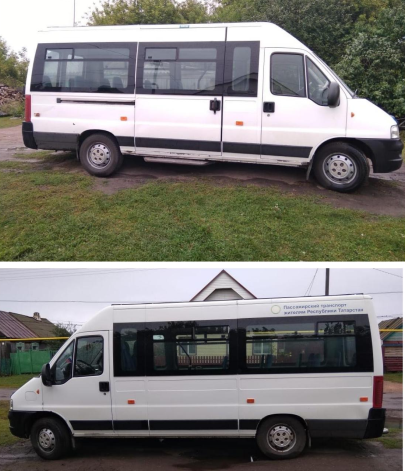 Пассажирский транспорт
жителям Республики Татарстан